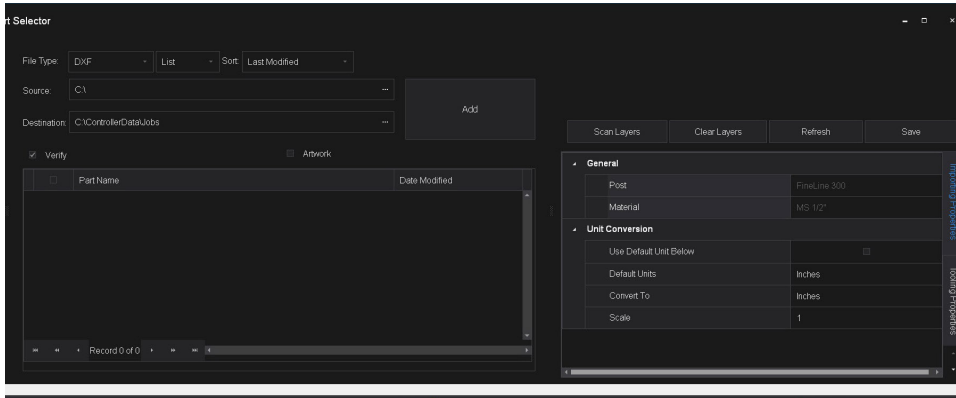 rt Selector
File Type: DXF List Sort: Last Modified
Source: C:\ ...
Destination: C:\ControllerData\Jobs ...
Add
Verify Artwork
Part Name Date Modified
Record 0 of 0
Scan Layers Clear Layers Refresh Save
General
Post FineLine 300
Material MS 1/2"
Unit Conversion
Use Default Unit Below
Default Units Inches
Convert To Inches
Scale 1
Importing Properties
Tooling Properties